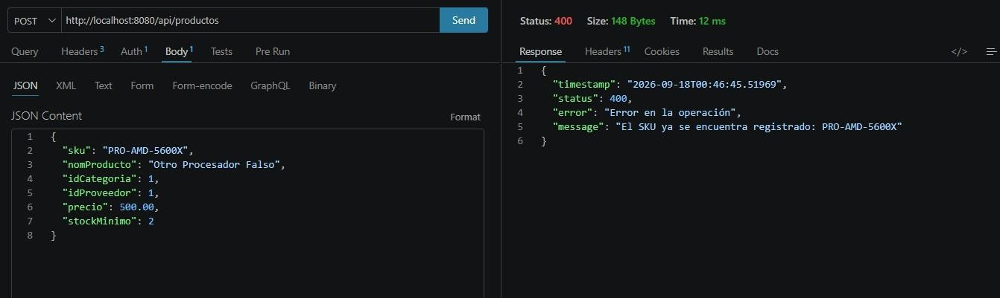 POST http://localhost:8080/api/productos Send
Query Headers 3 Auth 1 Body 1 Tests Pre Run
JSON XML Text Form Form-encode GraphQL Binary
JSON Content Format
1 {
2 "sku": "PRO-AMD-5600X",
3 "nomProducto": "Otro Procesador Falso",
4 "idCategoria": 1,
5 "idProveedor": 1,
6 "precio": 500.00,
7 "stockMinimo": 2
8 }
Status: 400 Size: 148 Bytes Time: 12 ms
Response Headers 11 Cookies Results Docs </>
1 {
2 "timestamp": "2026-09-18T00:46:45.51969",
3 "status": 400,
4 "error": "Error en la operación",
5 "message": "El SKU ya se encuentra registrado: PRO-AMD-5600X"
6 }